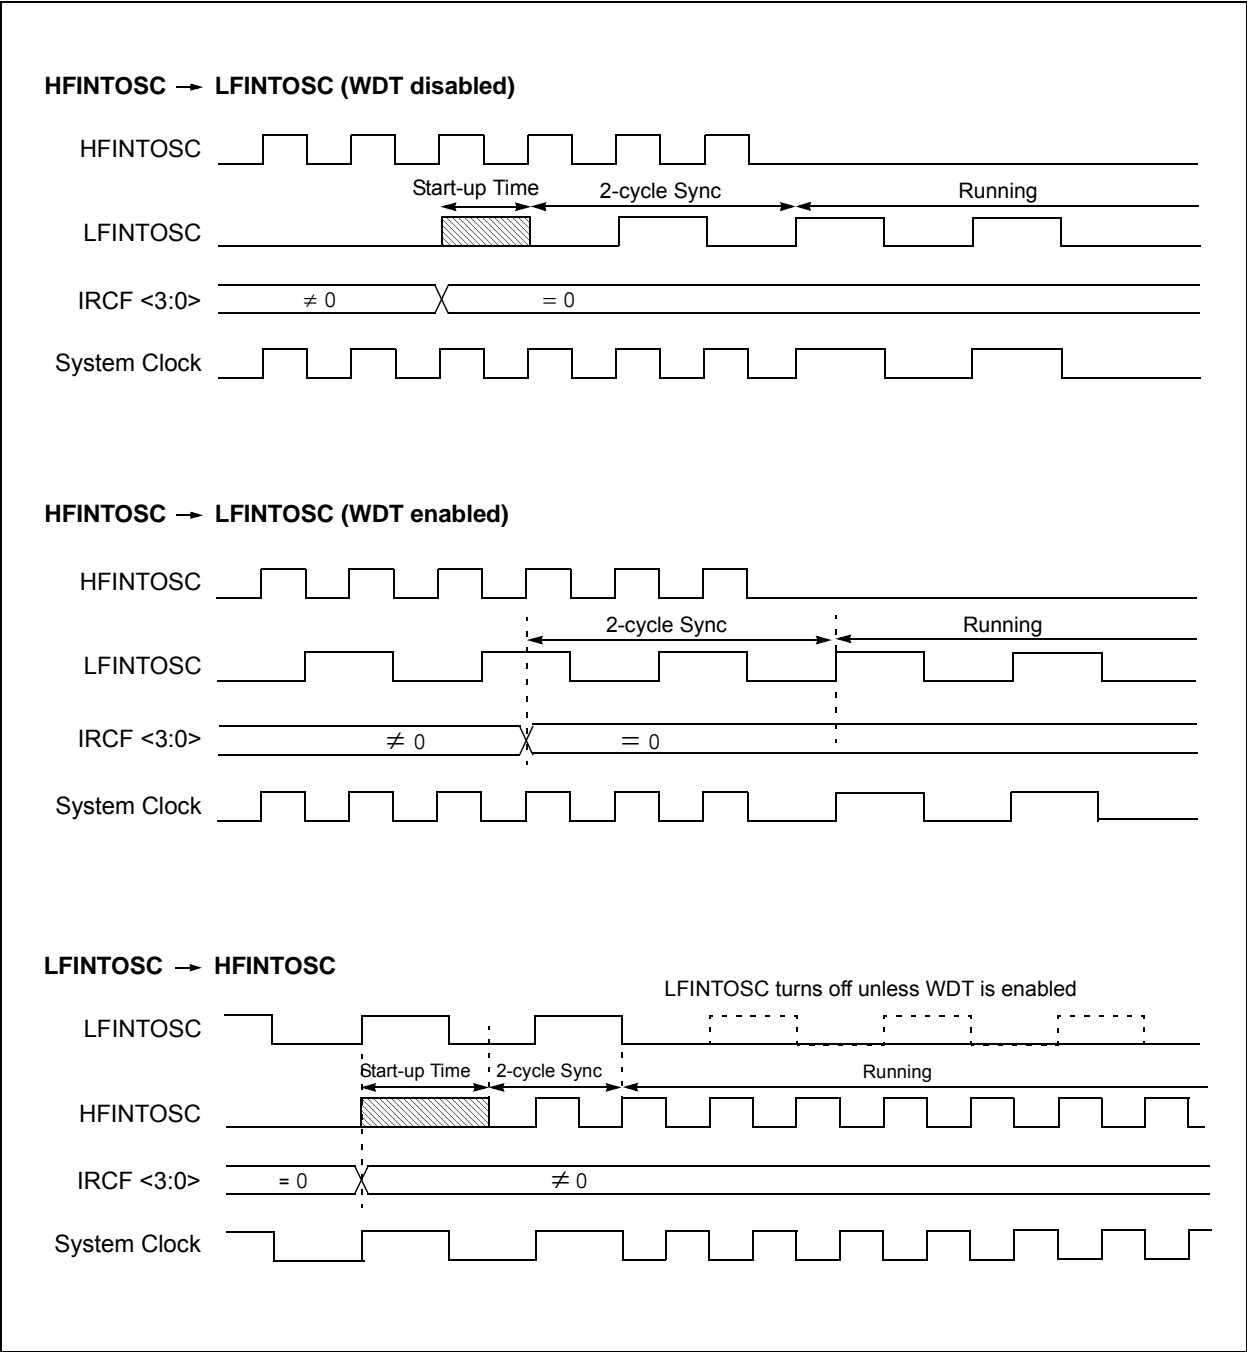 HFINTOSC → LFINTOSC (WDT disabled)
HFINTOSC
Start-up Time 2-cycle Sync Running
LFINTOSC
IRCF <3:0> ≠ 0 = 0
System Clock
HFINTOSC → LFINTOSC (WDT enabled)
HFINTOSC
2-cycle Sync Running
LFINTOSC
IRCF <3:0> ≠ 0 = 0
System Clock
LFINTOSC → HFINTOSC
LFINTOSC turns off unless WDT is enabled
LFINTOSC
Start-up Time 2-cycle Sync Running
HFINTOSC
IRCF <3:0> = 0 ≠ 0
System Clock